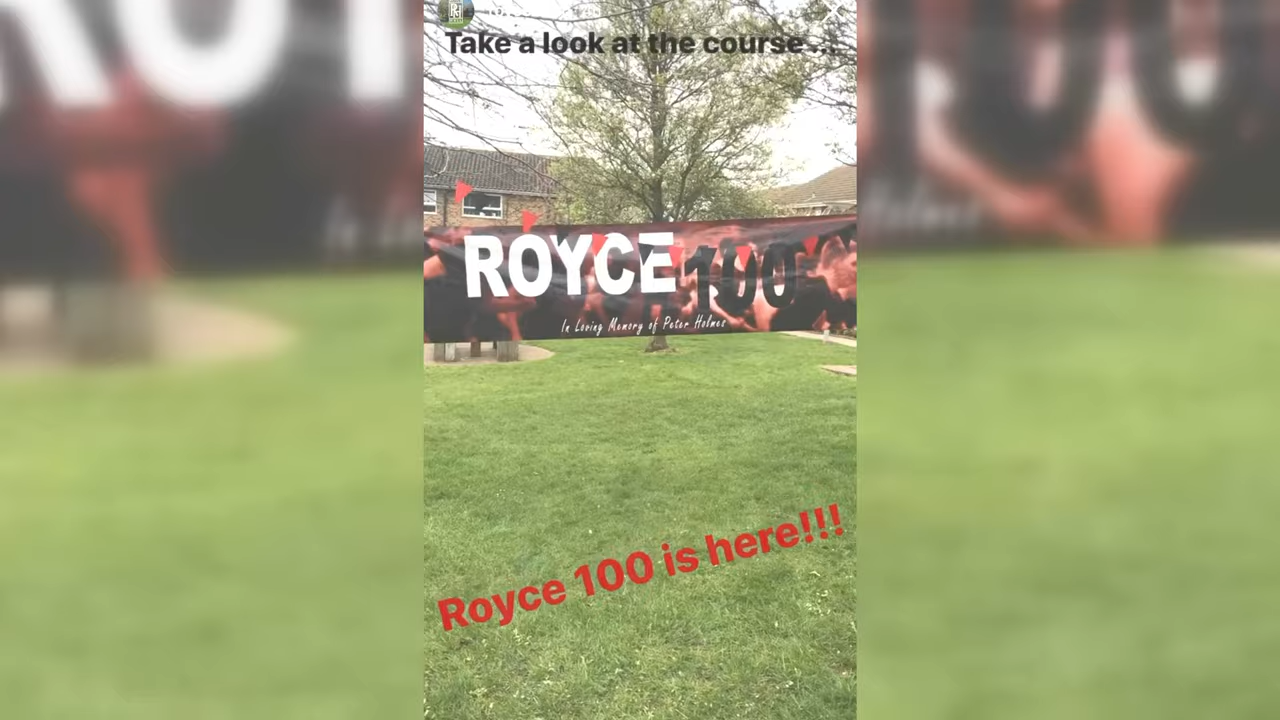 Take a look at the course ....
ROYCE 100
In Loving Memory of Peter Holmes
Royce 100 is here!!!